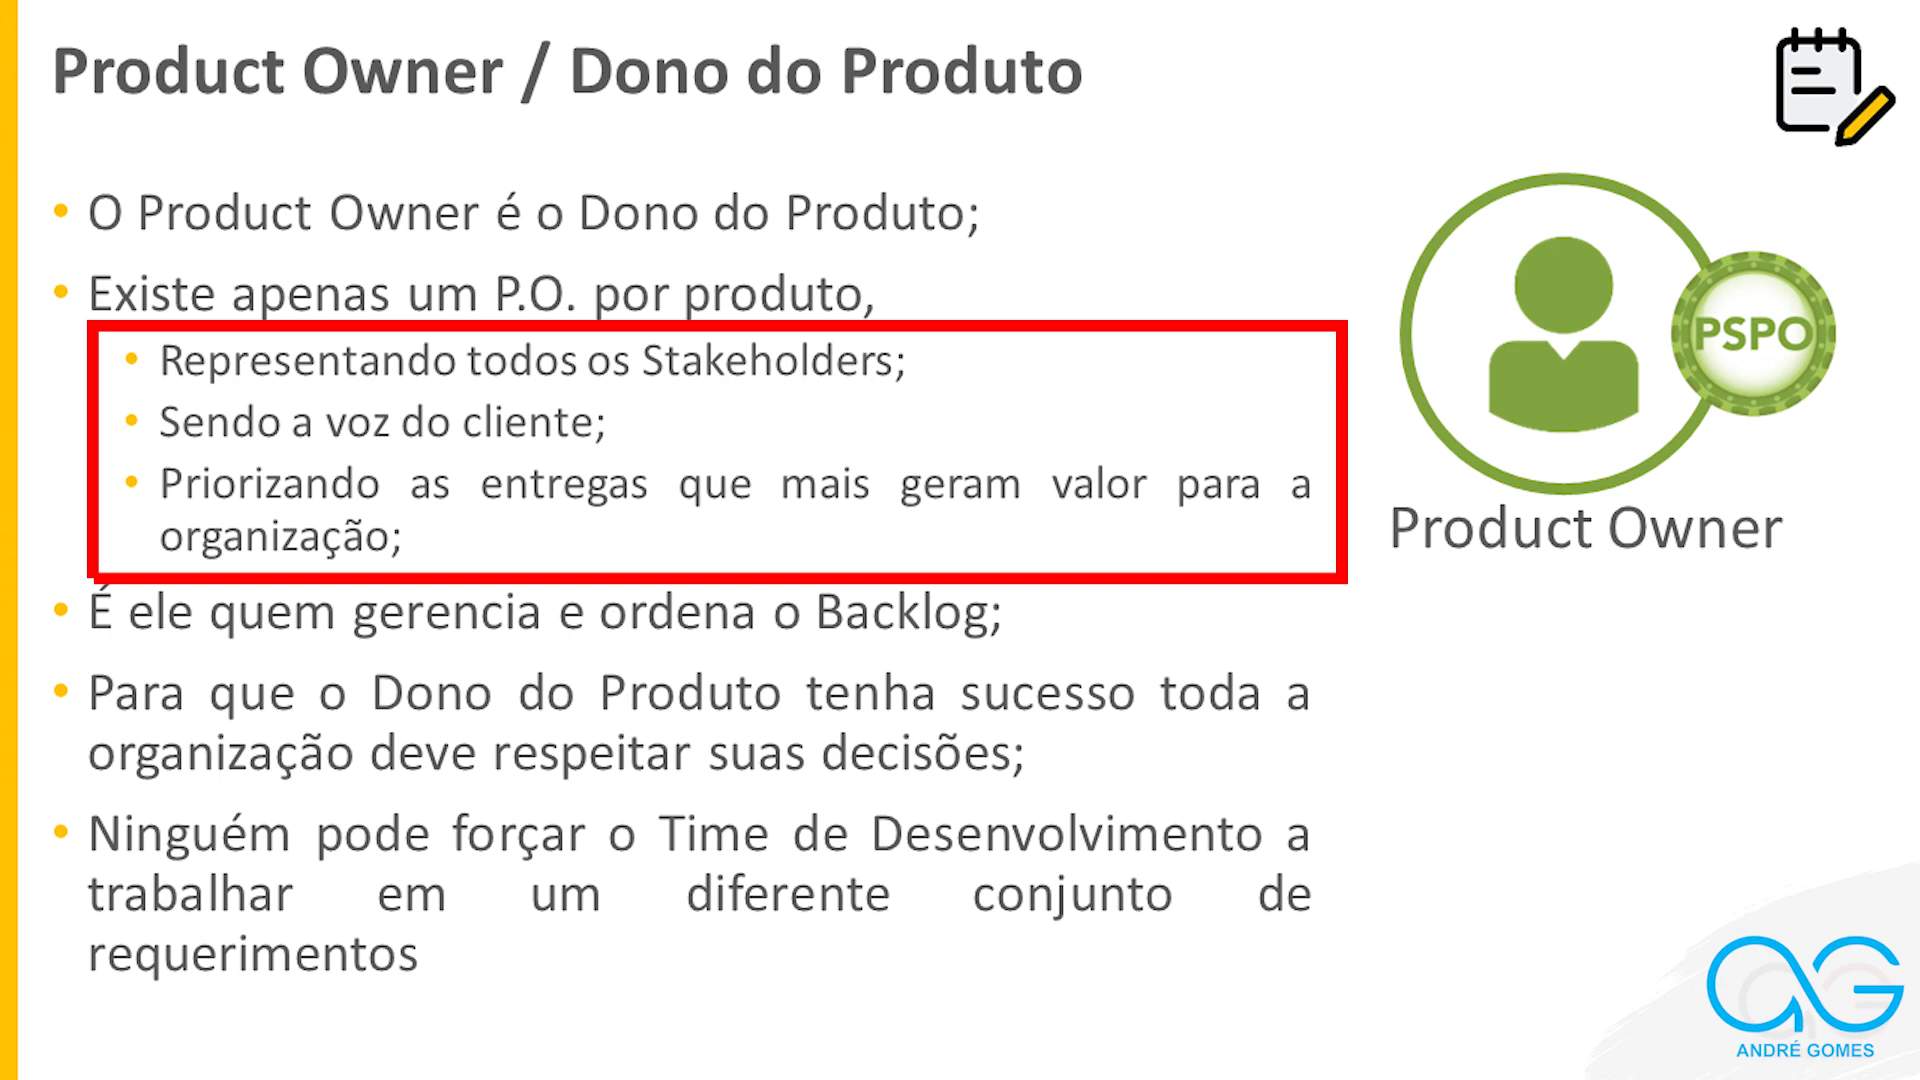 Product Owner / Dono do Produto
• O Product Owner é o Dono do Produto;
• Existe apenas um P.O. por produto,
• Representando todos os Stakeholders;
• Sendo a voz do cliente;
• Priorizando as entregas que mais geram valor para a
organização;
• É ele quem gerencia e ordena o Backlog;
• Para que o Dono do Produto tenha sucesso toda a
organização deve respeitar suas decisões;
• Ninguém pode forçar o Time de Desenvolvimento a
trabalhar em um diferente conjunto de
requerimentos
PSPO
Product Owner
AG
ANDRÉ GOMES